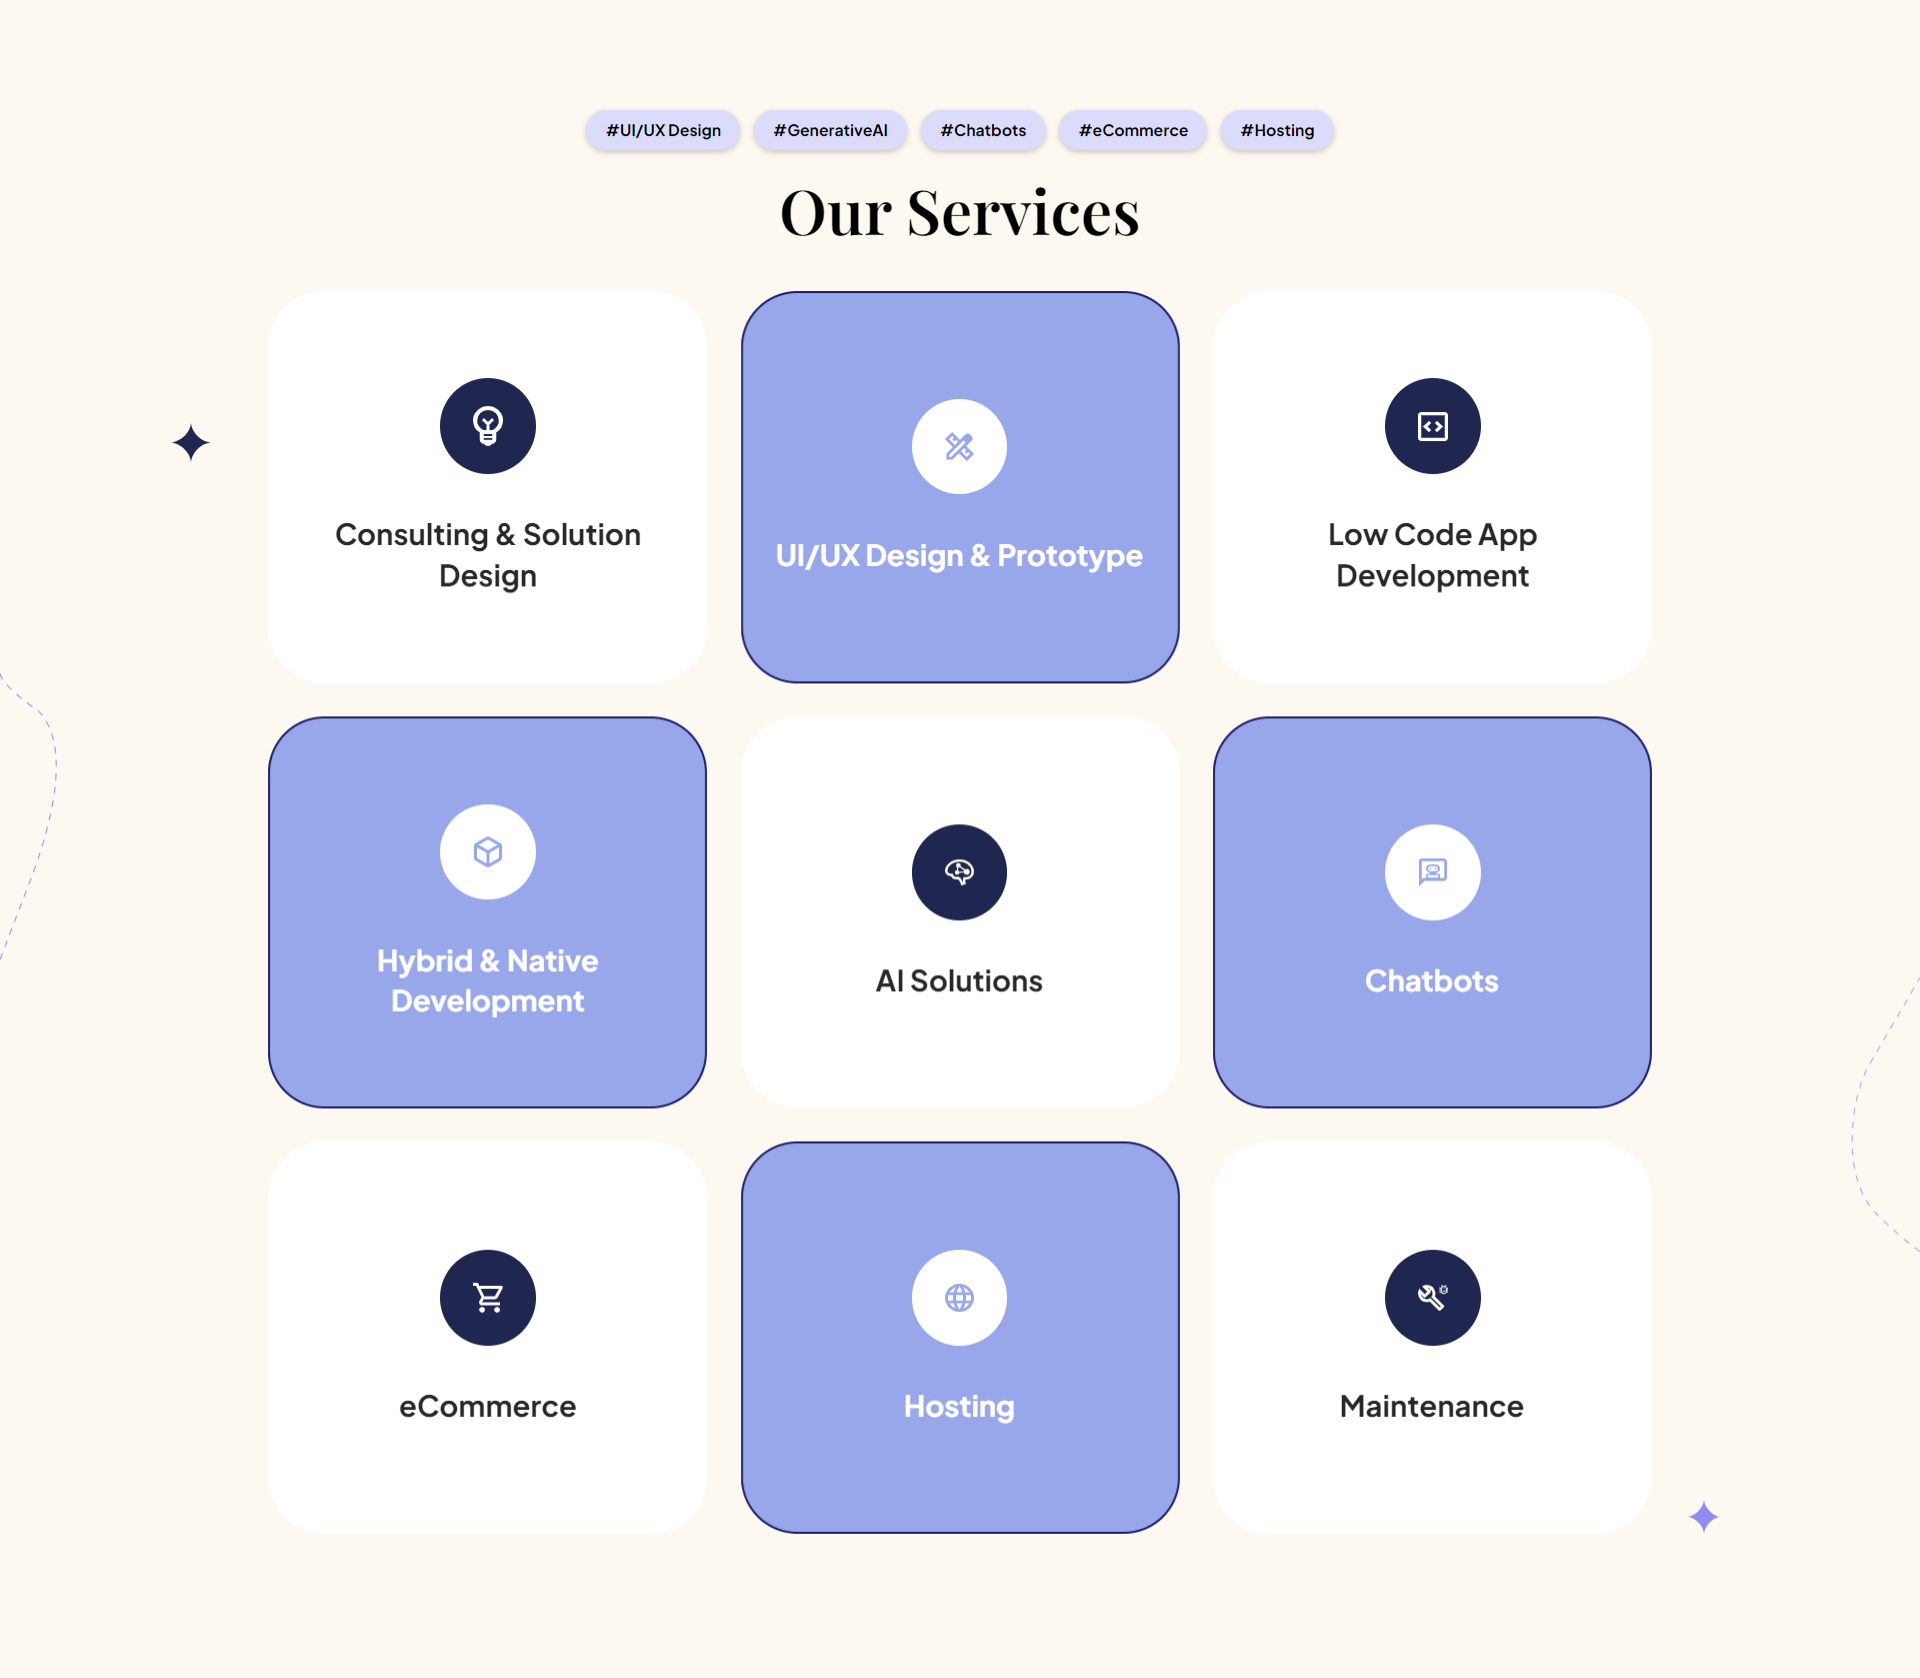 #UI/UX Design #GenerativeAI #Chatbots #eCommerce #Hosting
Our Services
Consulting & Solution
Design
UI/UX Design & Prototype
Low Code App
Development
Hybrid & Native
Development
AI Solutions
Chatbots
eCommerce
Hosting
Maintenance